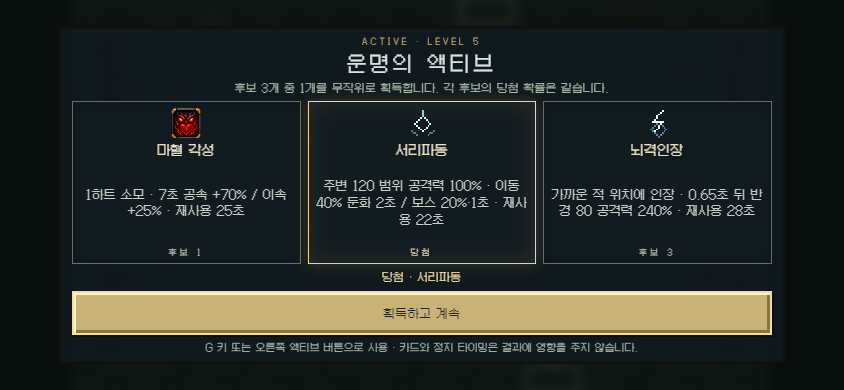 ACTIVE · LEVEL 5
운명의 액티브
후보 3개 중 1개를 무작위로 획득합니다. 각 후보의 당첨 확률은 같습니다.
마혈 각성
1하트 소모 · 7초 공속 +70% / 이속
+25% · 재사용 25초
후보 1
서리파동
주변 120 범위 공격력 100% · 이동
40% 둔화 2초 / 보스 20%·1초 · 재사
용 22초
당첨
뇌격인장
가까운 적 위치에 인장 · 0.65초 뒤 반
경 80 공격력 240% · 재사용 28초
후보 3
당첨 · 서리파동
획득하고 계속
G 키 또는 오른쪽 액티브 버튼으로 사용 · 카드와 정지 타이밍은 결과에 영향을 주지 않습니다.